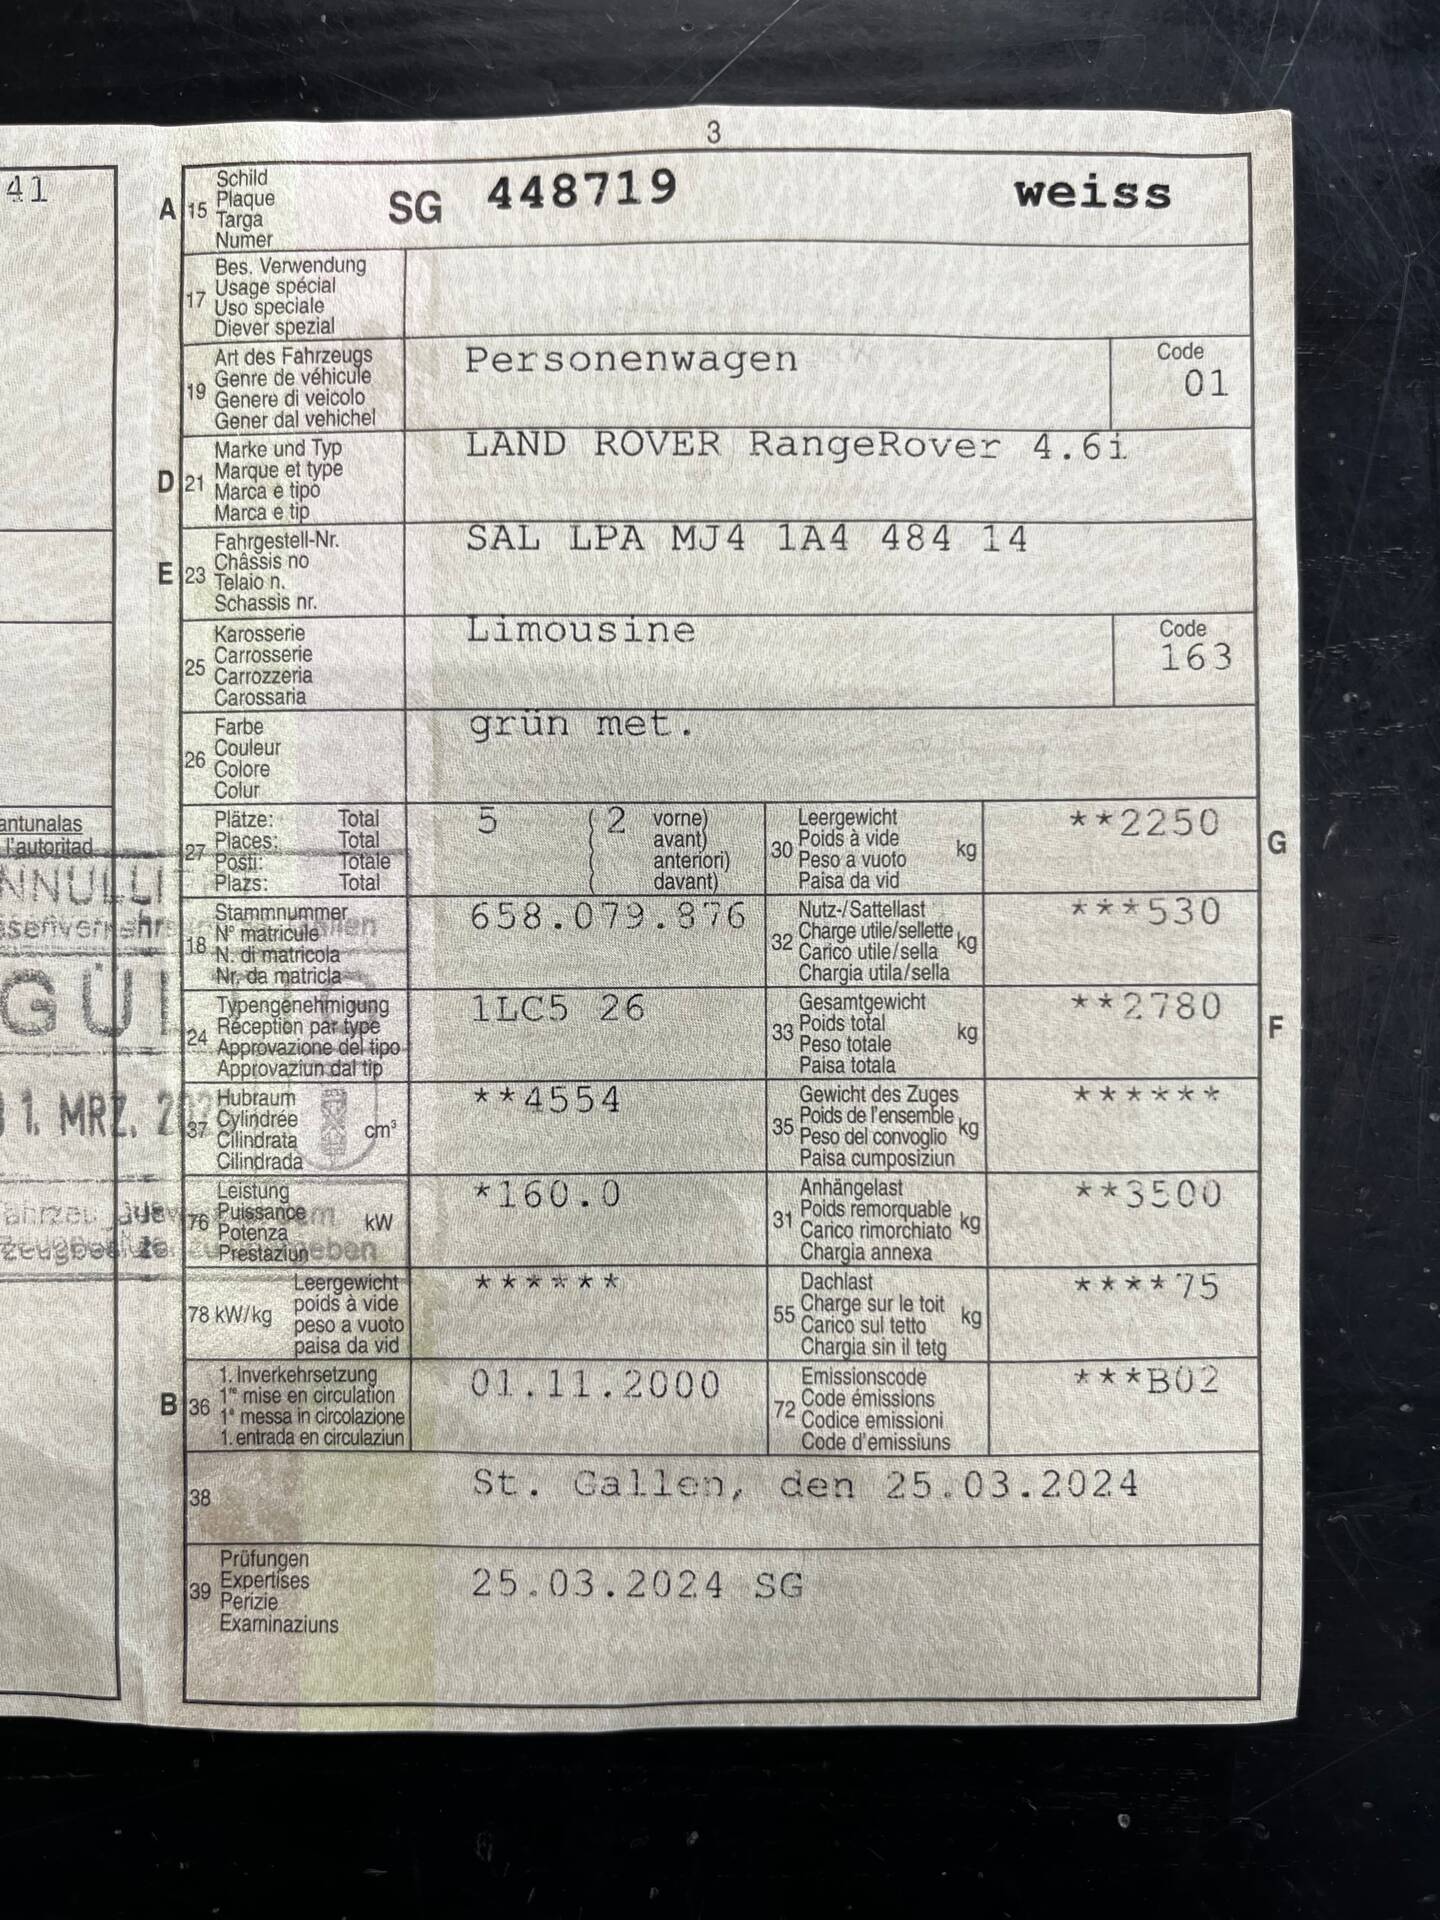 3
41
A 15 Schild
Plaque
Targa
Numer
SG 448719 weiss
17 Bes. Verwendung
Usage spécial
Uso speciale
Diever spezial
19 Art des Fahrzeugs
Genre de véhicule
Genere di veicolo
Gener dal vehichel
Personenwagen
Code
01
D 21 Marke und Typ
Marque et type
Marca e tipo
Marca e tip
LAND ROVER RangeRover 4.6i
E 23 Fahrgestell-Nr.
Châssis no
Telaio n.
Schassis nr.
SAL LPA MJ4 1A4 484 14
25 Karosserie
Carrosserie
Carrozzeria
Carossaria
Limousine
Code
163
26 Farbe
Couleur
Colore
Colur
grün met.
antunalas
l'autoritad
27 Plätze: Total
Places: Total
Posti: Totale
Plazs: Total
5 ( 2 vorne)
( avant)
( anteriori)
( davant)
30 Leergewicht
Poids à vide
Peso a vuoto
Paisa da vid
kg
**2250
G
18 Stammnummer
N° matricule
N. di matricola
Nr. da matricla
658.079.876
32 Nutz-/Sattellast
Charge utile/sellette
Carico utile/sella
Chargia utila/sella
kg
***530
24 Typengenehmigung
Réception par type
Approvazione del tipo
Approvaziun dal tip
1LC5 26
33 Gesamtgewicht
Poids total
Peso totale
Paisa totala
kg
**2780
F
1. MRZ.
37 Hubraum
Cylindrée
Cilindrata
Cilindrada
cm³
**4554
35 Gewicht des Zuges
Poids de l'ensemble
Peso del convoglio
Paisa cumposiziun
kg
******
76 Leistung
Puissance
Potenza
Prestaziun
kW
*160.0
31 Anhängelast
Poids remorquable
Carico rimorchiato
Chargia annexa
kg
**3500
78 kW/kg
Leergewicht
poids à vide
peso a vuoto
paisa da vid
******
55 Dachlast
Charge sur le toit
Carico sul tetto
Chargia sin il tetg
kg
****75
B 36 1. Inverkehrsetzung
1re mise en circulation
1a messa in circolazione
1. entrada en circulaziun
01.11.2000
72 Emissionscode
Code émissions
Codice emissioni
Code d'emissiuns
***B02
38
St. Gallen, den 25.03.2024
39 Prüfungen
Expertises
Perizie
Examinaziuns
25.03.2024 SG